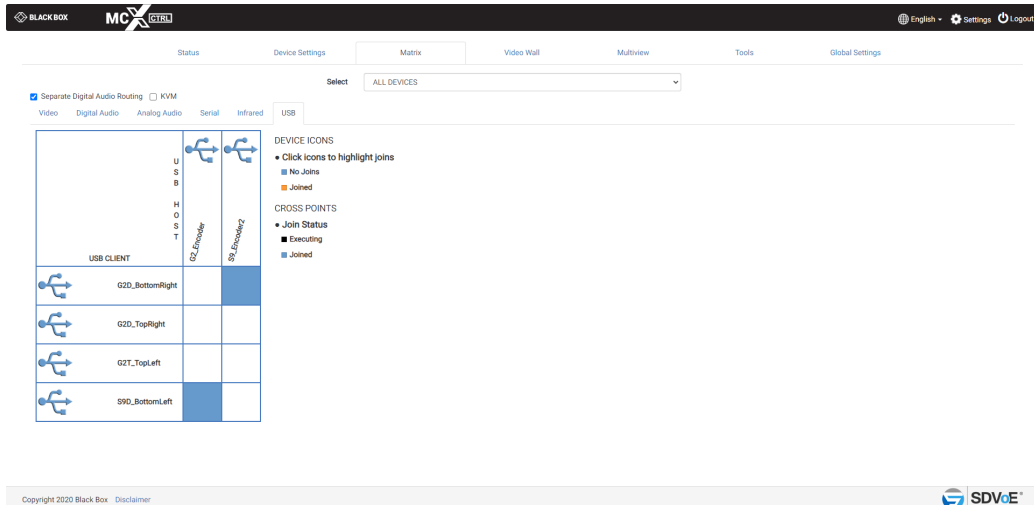 BLACK BOX MCX CTRL English Settings Logout
Status Device Settings Matrix Video Wall Multiview Tools Global Settings
Select ALL DEVICES
Separate Digital Audio Routing KVM
Video Digital Audio Analog Audio Serial Infrared USB
USB HOST
G2_Encoder
S9_Encoder2
USB CLIENT
G2D_BottomRight
G2D_TopRight
G2T_TopLeft
S9D_BottomLeft
DEVICE ICONS
• Click icons to highlight joins
No Joins
Joined
CROSS POINTS
• Join Status
Executing
Joined
Copyright 2020 Black Box Disclaimer
SDVoE